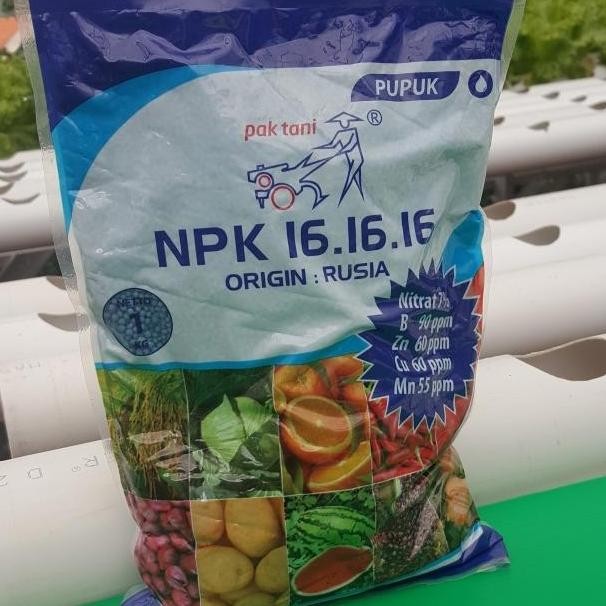 PUPUK
pak tani ®
NPK 16.16.16
ORIGIN : RUSIA
NETTO
1
KG
Nitrat 7%
B 90 ppm
Zn 60 ppm
Cu 60 ppm
Mn 55 ppm